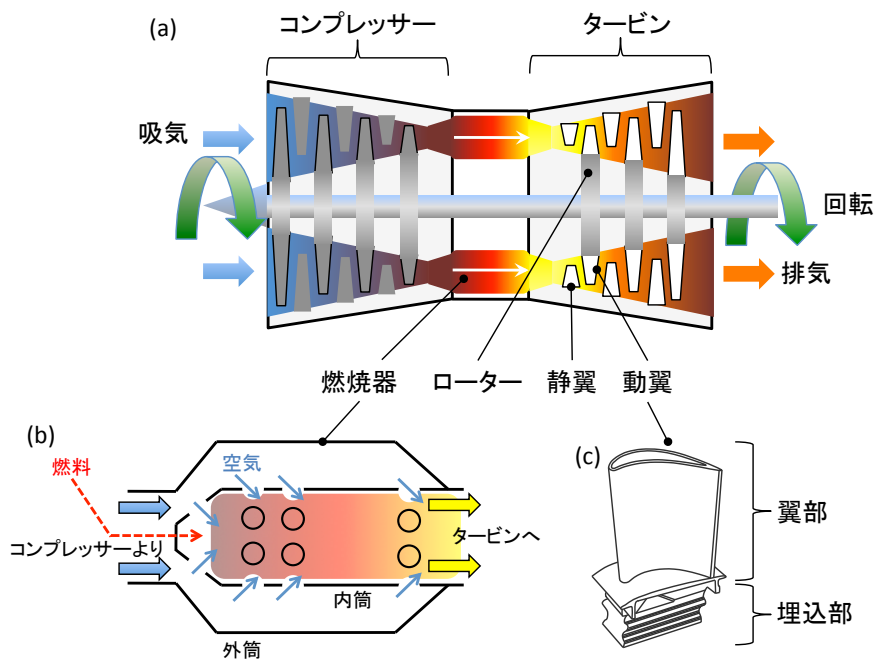 (a)
コンプレッサー
タービン
吸気
回転
排気
燃焼器
ローター
静翼
動翼
(b)
燃料
空気
コンプレッサーより
タービンへ
内筒
外筒
(c)
翼部
埋込部